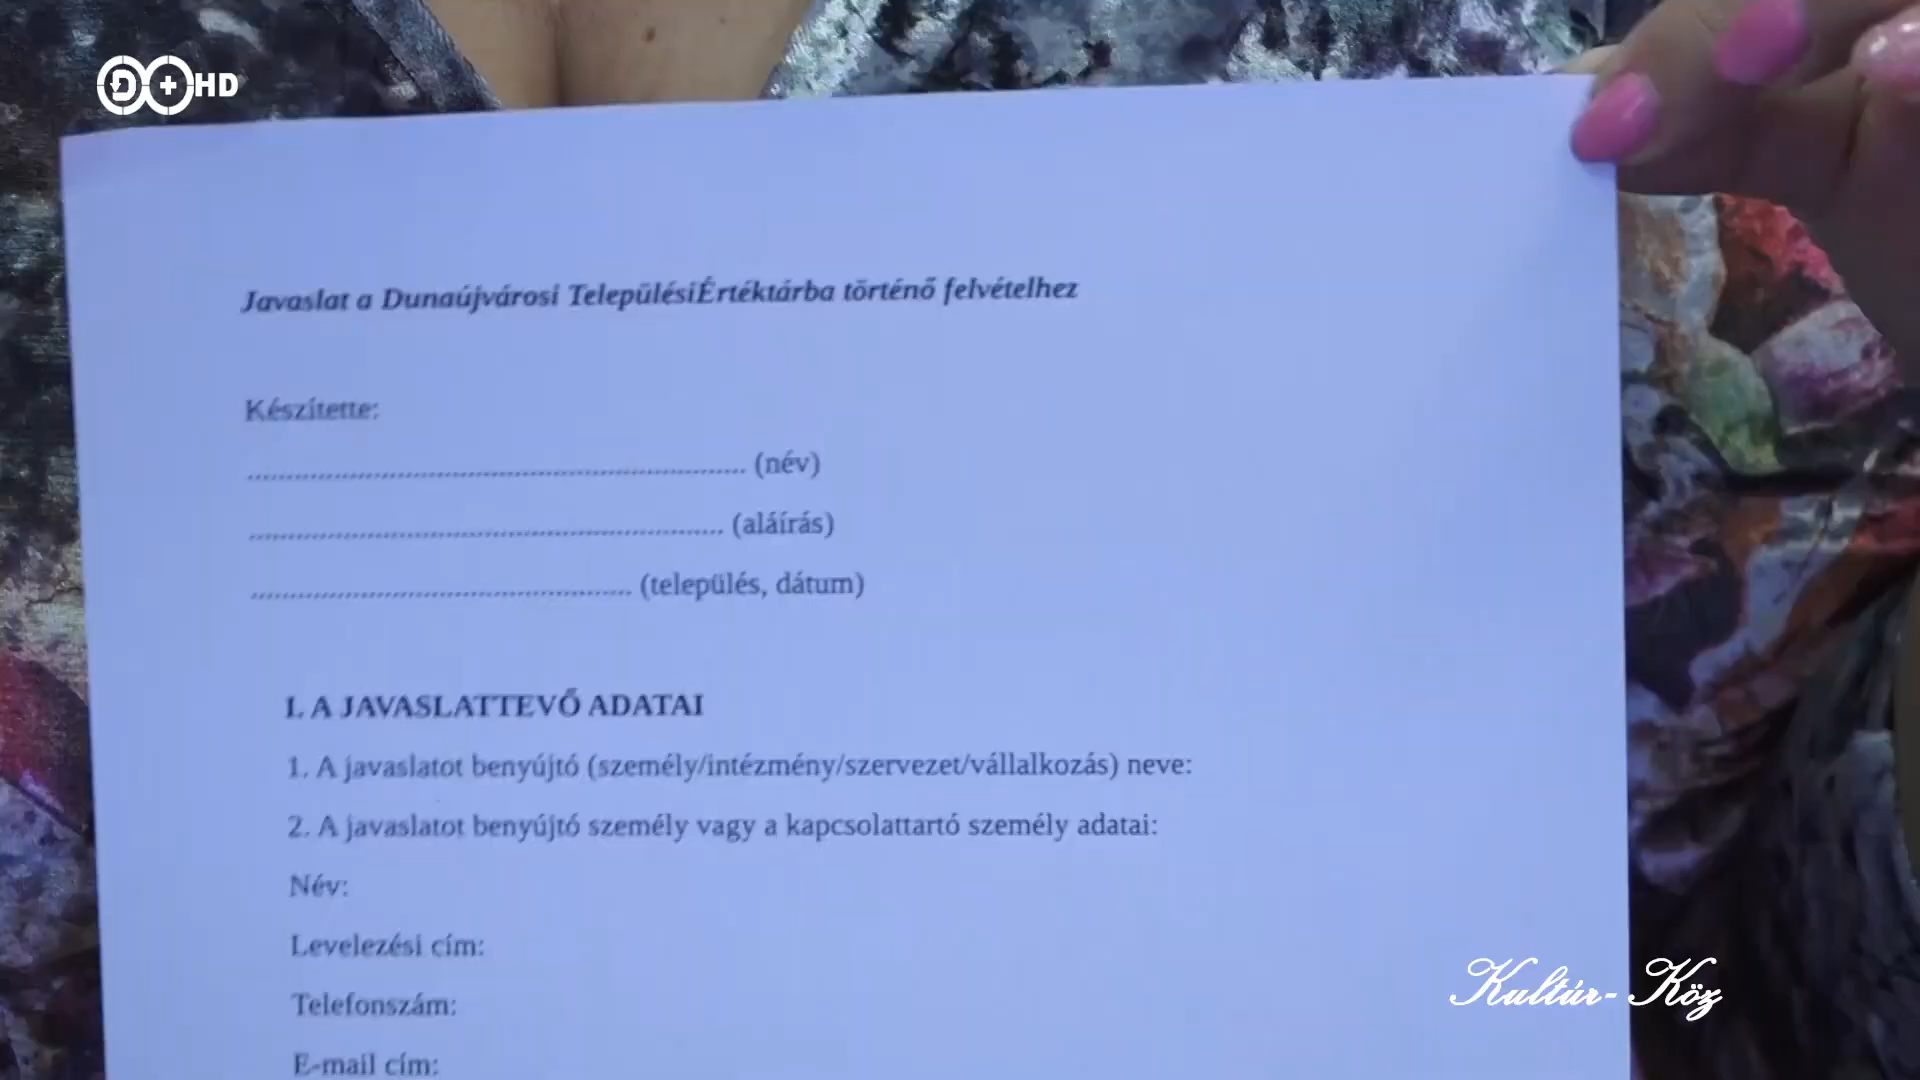 Đ+HD
Javaslat a Dunaújvárosi TelepülésiÉrtéktárba történő felvételhez
Készítette:
.................................................................. (név)
............................................................... (aláírás)
................................................... (település, dátum)
I. A JAVASLATTEVŐ ADATAI
1. A javaslatot benyújtó (személy/intézmény/szervezet/vállalkozás) neve:
2. A javaslatot benyújtó személy vagy a kapcsolattartó személy adatai:
Név:
Levelezési cím:
Telefonszám:
E-mail cím:
Kultúr- Köz